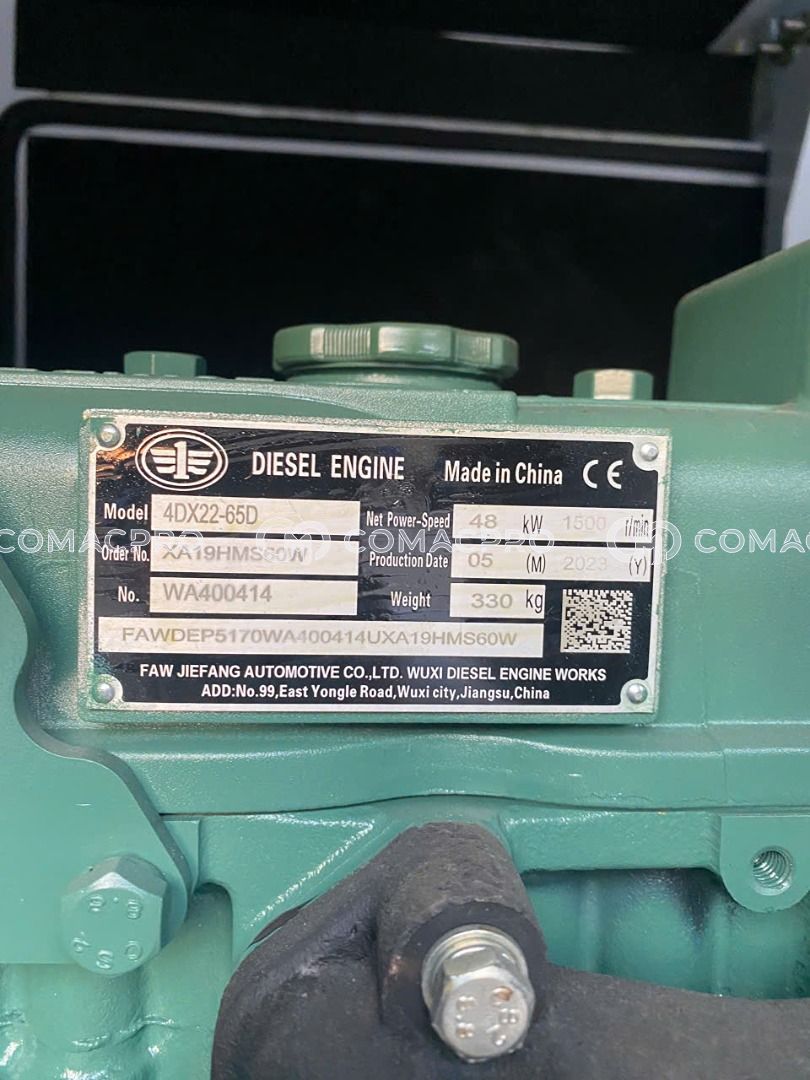 DIESEL ENGINE Made in China CE
Model 4DX22-65D Net Power-Speed 48 kW 1500 r/min
COMACPRO COMACPRO
Order No. XA19HMS60W Production Date 05 (M) 2023 (Y)
No. WA400414 Weight 330 kg
FAWDEP5170WA400414UXA19HMS60W
FAW JIEFANG AUTOMOTIVE CO.,LTD. WUXI DIESEL ENGINE WORKS
ADD:No.99,East Yongle Road,Wuxi city,Jiangsu,China
8.8